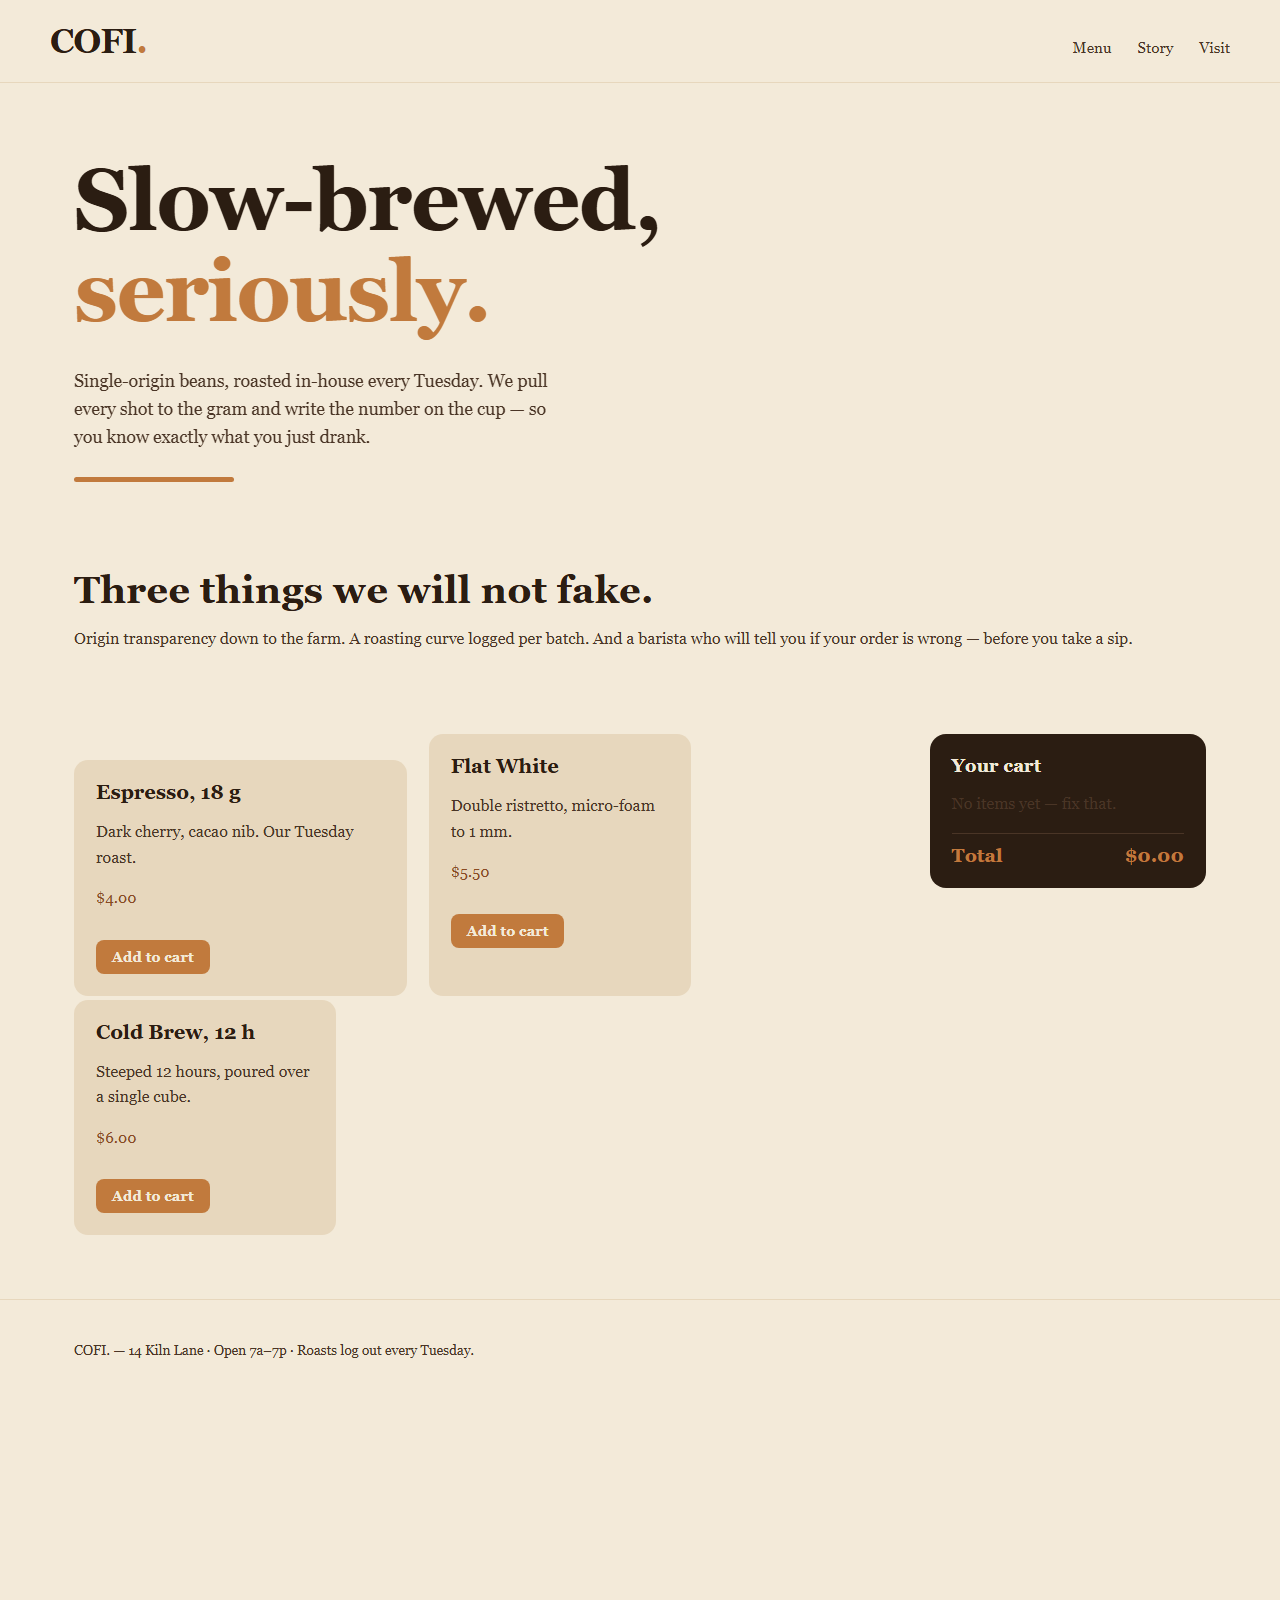 COFI.
Menu Story Visit
Slow-brewed,
seriously.
Single-origin beans, roasted in-house every Tuesday. We pull
every shot to the gram and write the number on the cup — so
you know exactly what you just drank.
Three things we will not fake.
Origin transparency down to the farm. A roasting curve logged per batch. And a barista who will tell you if your order is wrong — before you take a sip.
Espresso, 18 g
Dark cherry, cacao nib. Our Tuesday
roast.
$4.00
Add to cart
Flat White
Double ristretto, micro-foam
to 1 mm.
$5.50
Add to cart
Cold Brew, 12 h
Steeped 12 hours, poured over
a single cube.
$6.00
Add to cart
Your cart
No items yet — fix that.
Total $0.00
COFI. — 14 Kiln Lane · Open 7a–7p · Roasts log out every Tuesday.